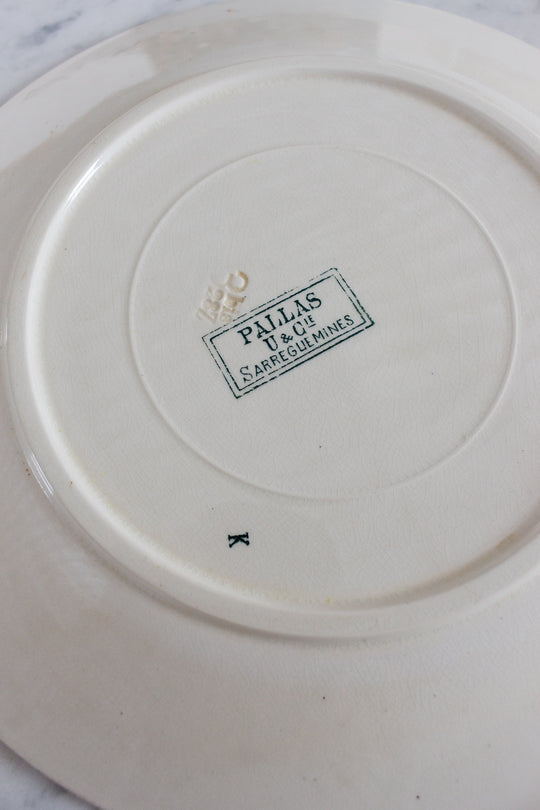 PALLAS
U & CIE
SARREGUEMINES
K